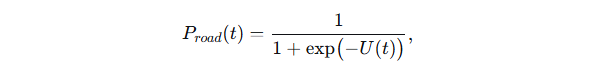 P_{road}(t) = \frac{1}{1 + \exp(-U(t))},